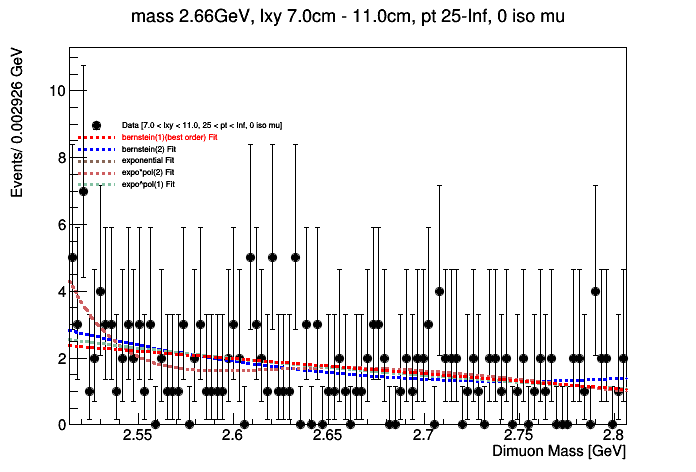 mass 2.66GeV, lxy 7.0cm - 11.0cm, pt 25-Inf, 0 iso mu
Events/ 0.002926 GeV
10
8
6
4
2
0
Data [7.0 < lxy < 11.0, 25 < pt < Inf, 0 iso mu]
bernstein(1)(best order) Fit
bernstein(2) Fit
exponential Fit
expo*pol(2) Fit
expo*pol(1) Fit
2.55
2.6
2.65
2.7
2.75
2.8
Dimuon Mass [GeV]